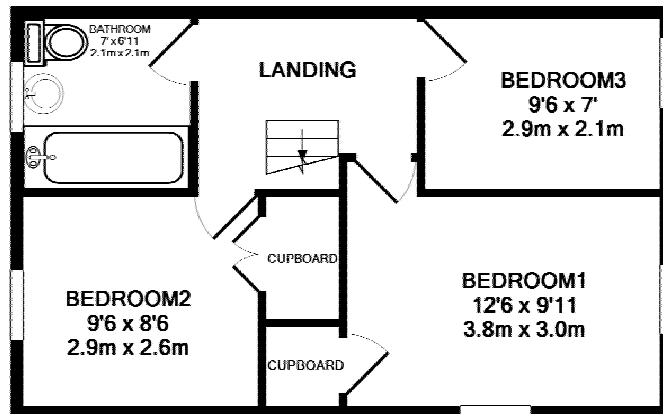 BATHROOM
7' x 6'11
2.1m x 2.1m
LANDING
BEDROOM3
9'6 x 7'
2.9m x 2.1m
CUPBOARD
BEDROOM2
9'6 x 8'6
2.9m x 2.6m
BEDROOM1
12'6 x 9'11
3.8m x 3.0m
CUPBOARD